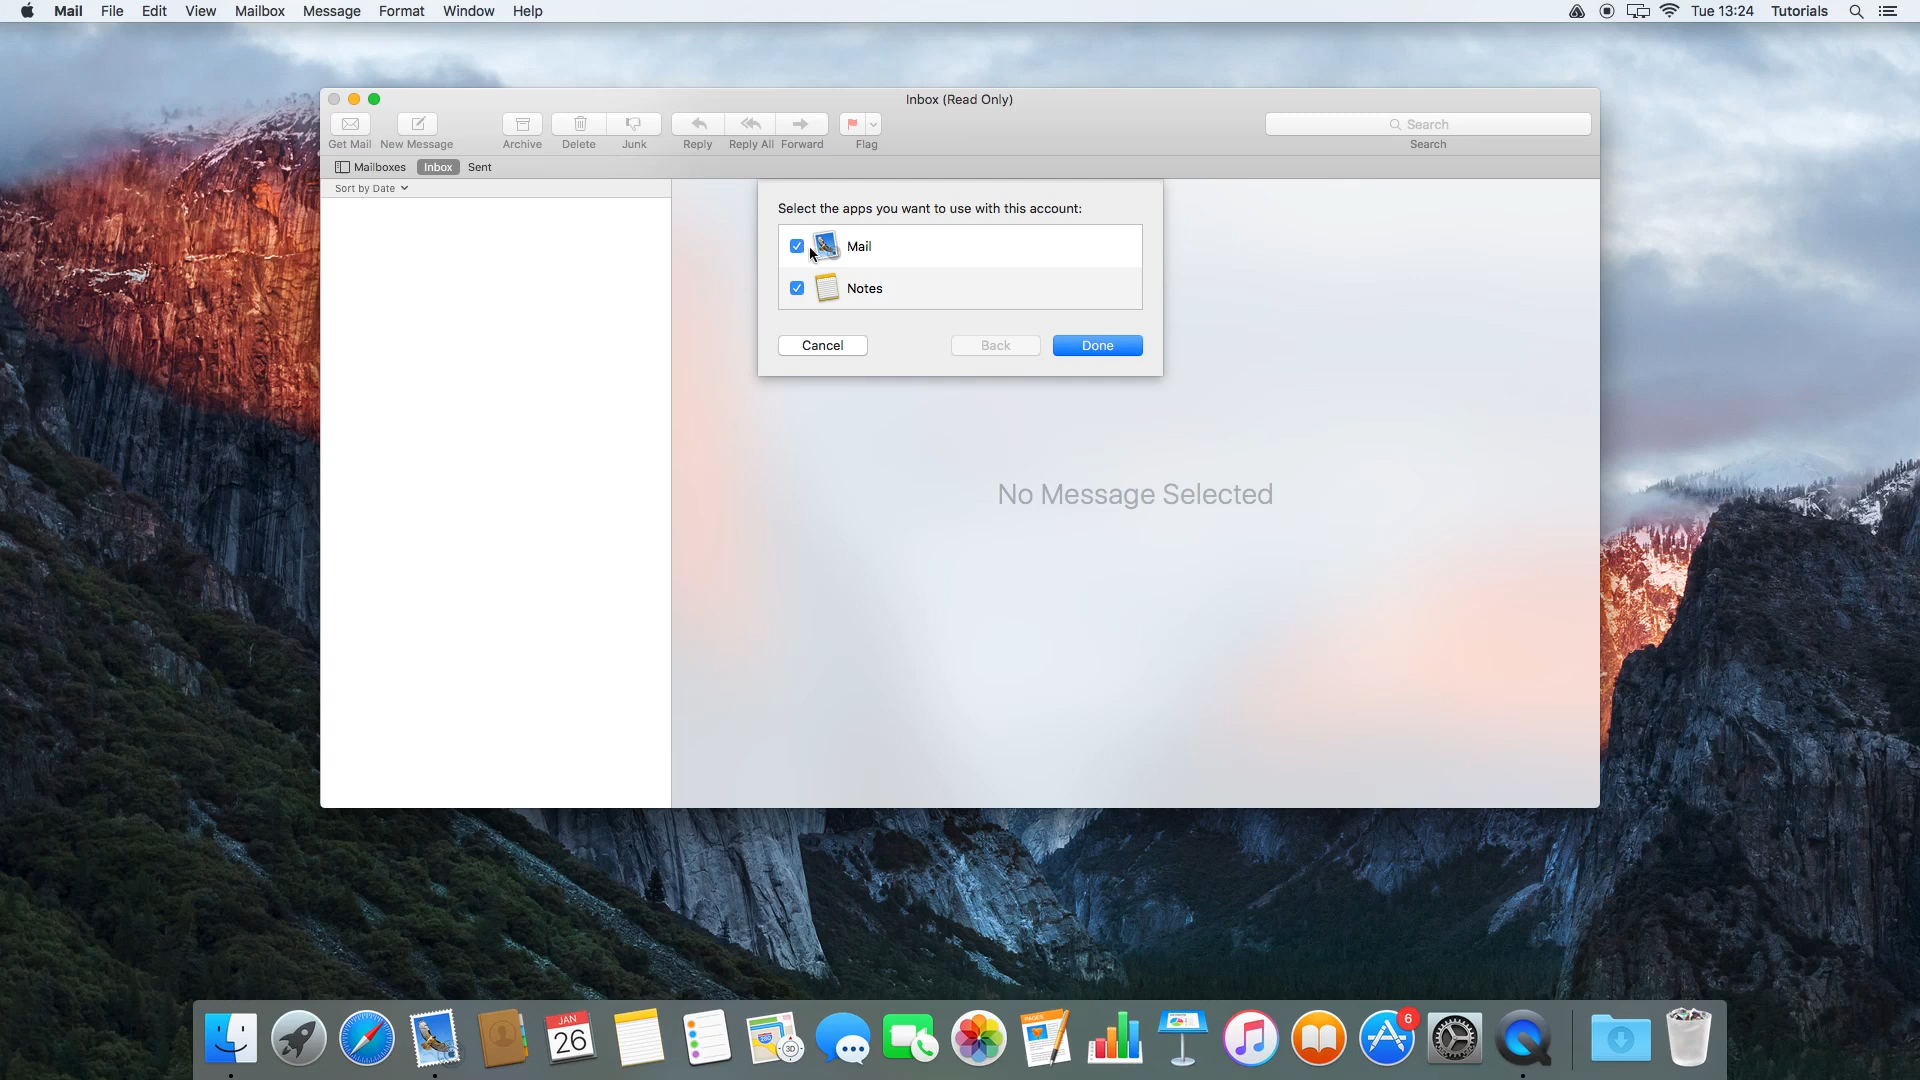 Mail File Edit View Mailbox Message Format Window Help Tue 13:24 Tutorials
Inbox (Read Only)
Search
Get Mail New Message Archive Delete Junk Reply Reply All Forward Flag Search
Mailboxes Inbox Sent
Sort by Date
Select the apps you want to use with this account:
Mail
Notes
Cancel Back Done
No Message Selected
JAN
26
PAGES
280
3D
6